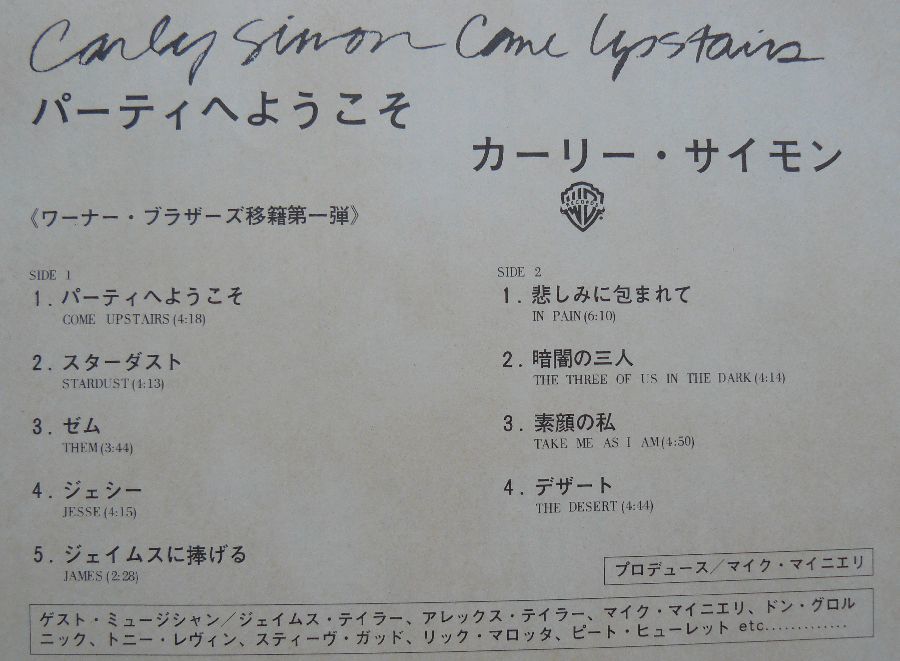 Carly Simon Come Upstairs
パーティへようこそ
カーリー・サイモン
W RECORDS
《ワーナー・ブラザーズ移籍第一弾》
SIDE 1
1. パーティへようこそ
COME UPSTAIRS(4:18)
2. スターダスト
STARDUST(4:13)
3. ゼム
THEM(3:44)
4. ジェシー
JESSE(4:15)
5. ジェイムスに捧げる
JAMES(2:28)
SIDE 2
1. 悲しみに包まれて
IN PAIN(6:10)
2. 暗闇の三人
THE THREE OF US IN THE DARK(4:14)
3. 素顔の私
TAKE ME AS I AM(4:50)
4. デザート
THE DESERT(4:44)
プロデュース/マイク・マイニエリ
ゲスト・ミュージシャン/ジェイムス・テイラー、アレックス・テイラー、マイク・マイニエリ、ドン・グロル
ニック、トニー・レヴィン、スティーヴ・ガッド、リック・マロッタ、ピート・ヒューレット etc.............